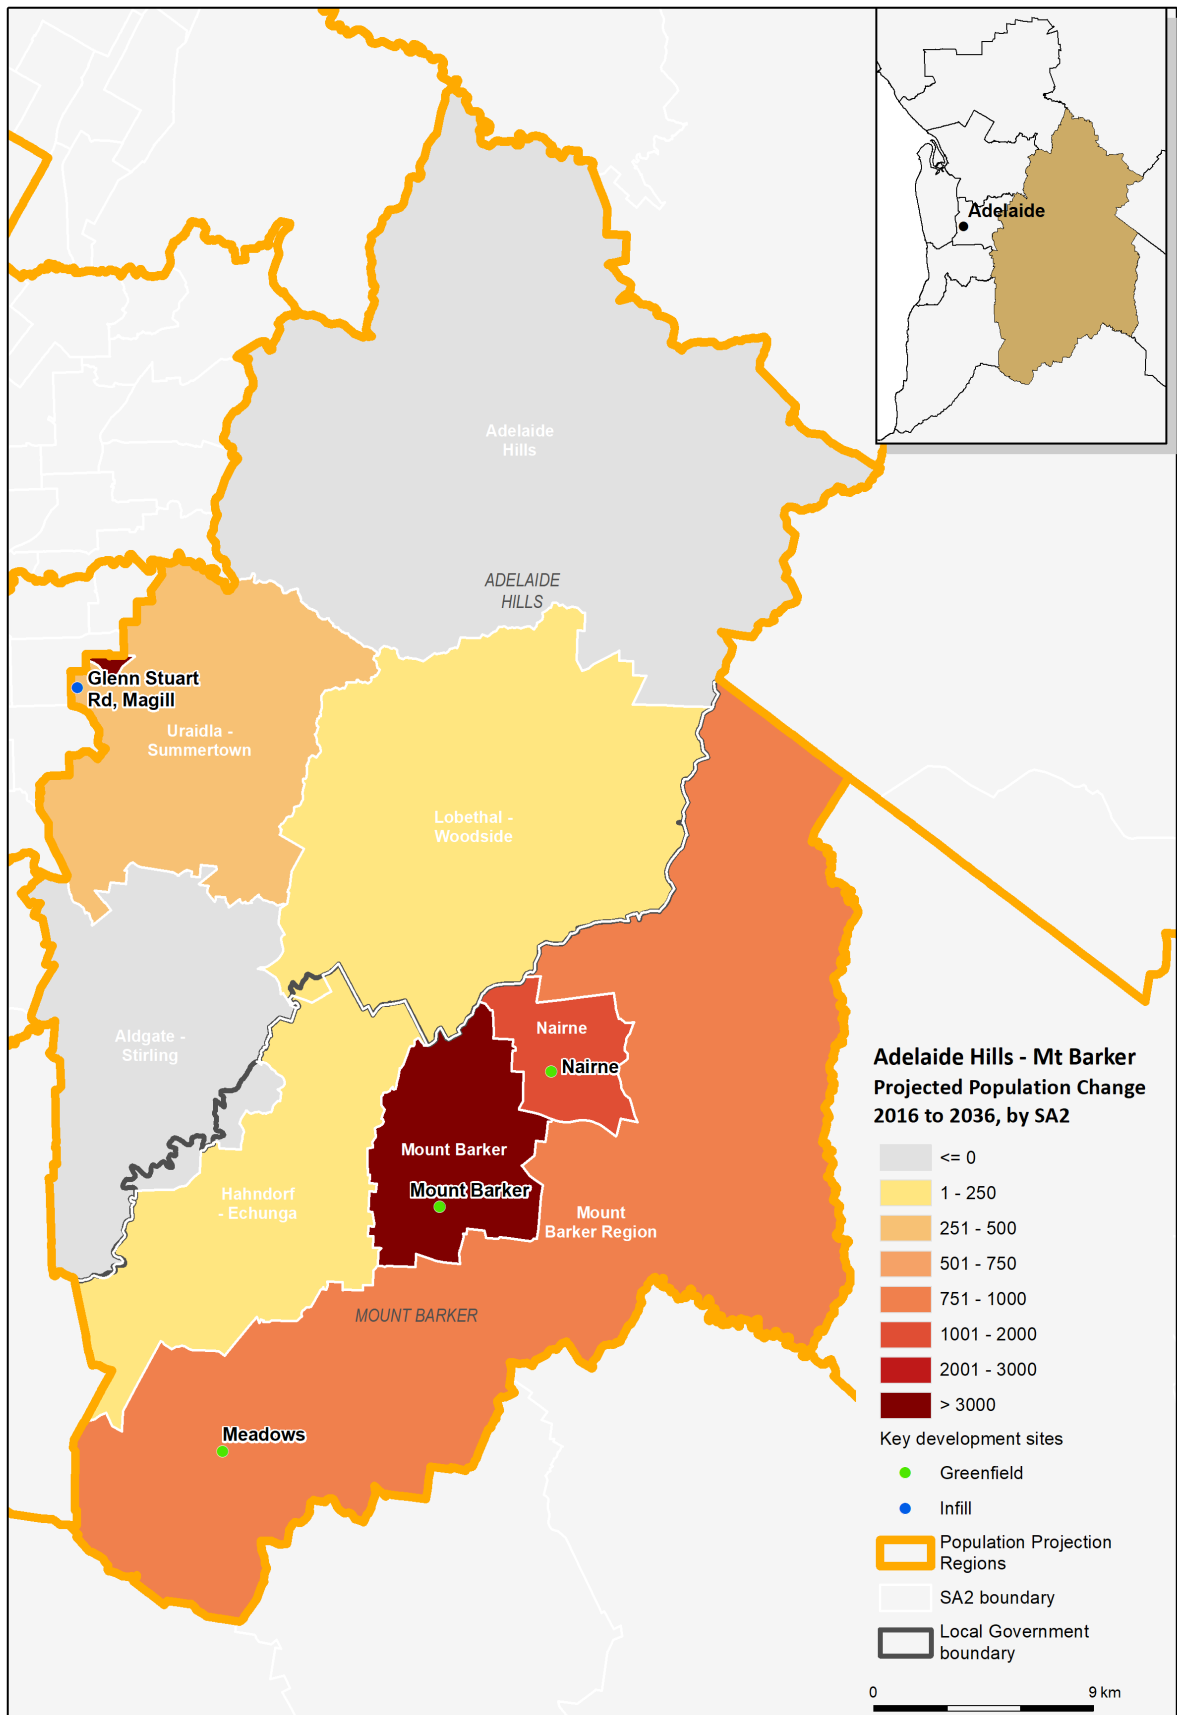 Adelaide
Adelaide
Hills
ADELAIDE
HILLS
Glenn Stuart
Rd, Magill
Uraidla -
Summertown
Lobethal -
Woodside
Aldgate -
Stirling
Nairne
Nairne
Mount Barker
Mount Barker
Hahndorf
- Echunga
Mount
Barker Region
MOUNT BARKER
Meadows
Adelaide Hills - Mt Barker
Projected Population Change
2016 to 2036, by SA2
<= 0
1 - 250
251 - 500
501 - 750
751 - 1000
1001 - 2000
2001 - 3000
> 3000
Key development sites
Greenfield
Infill
Population Projection
Regions
SA2 boundary
Local Government
boundary
0 9 km